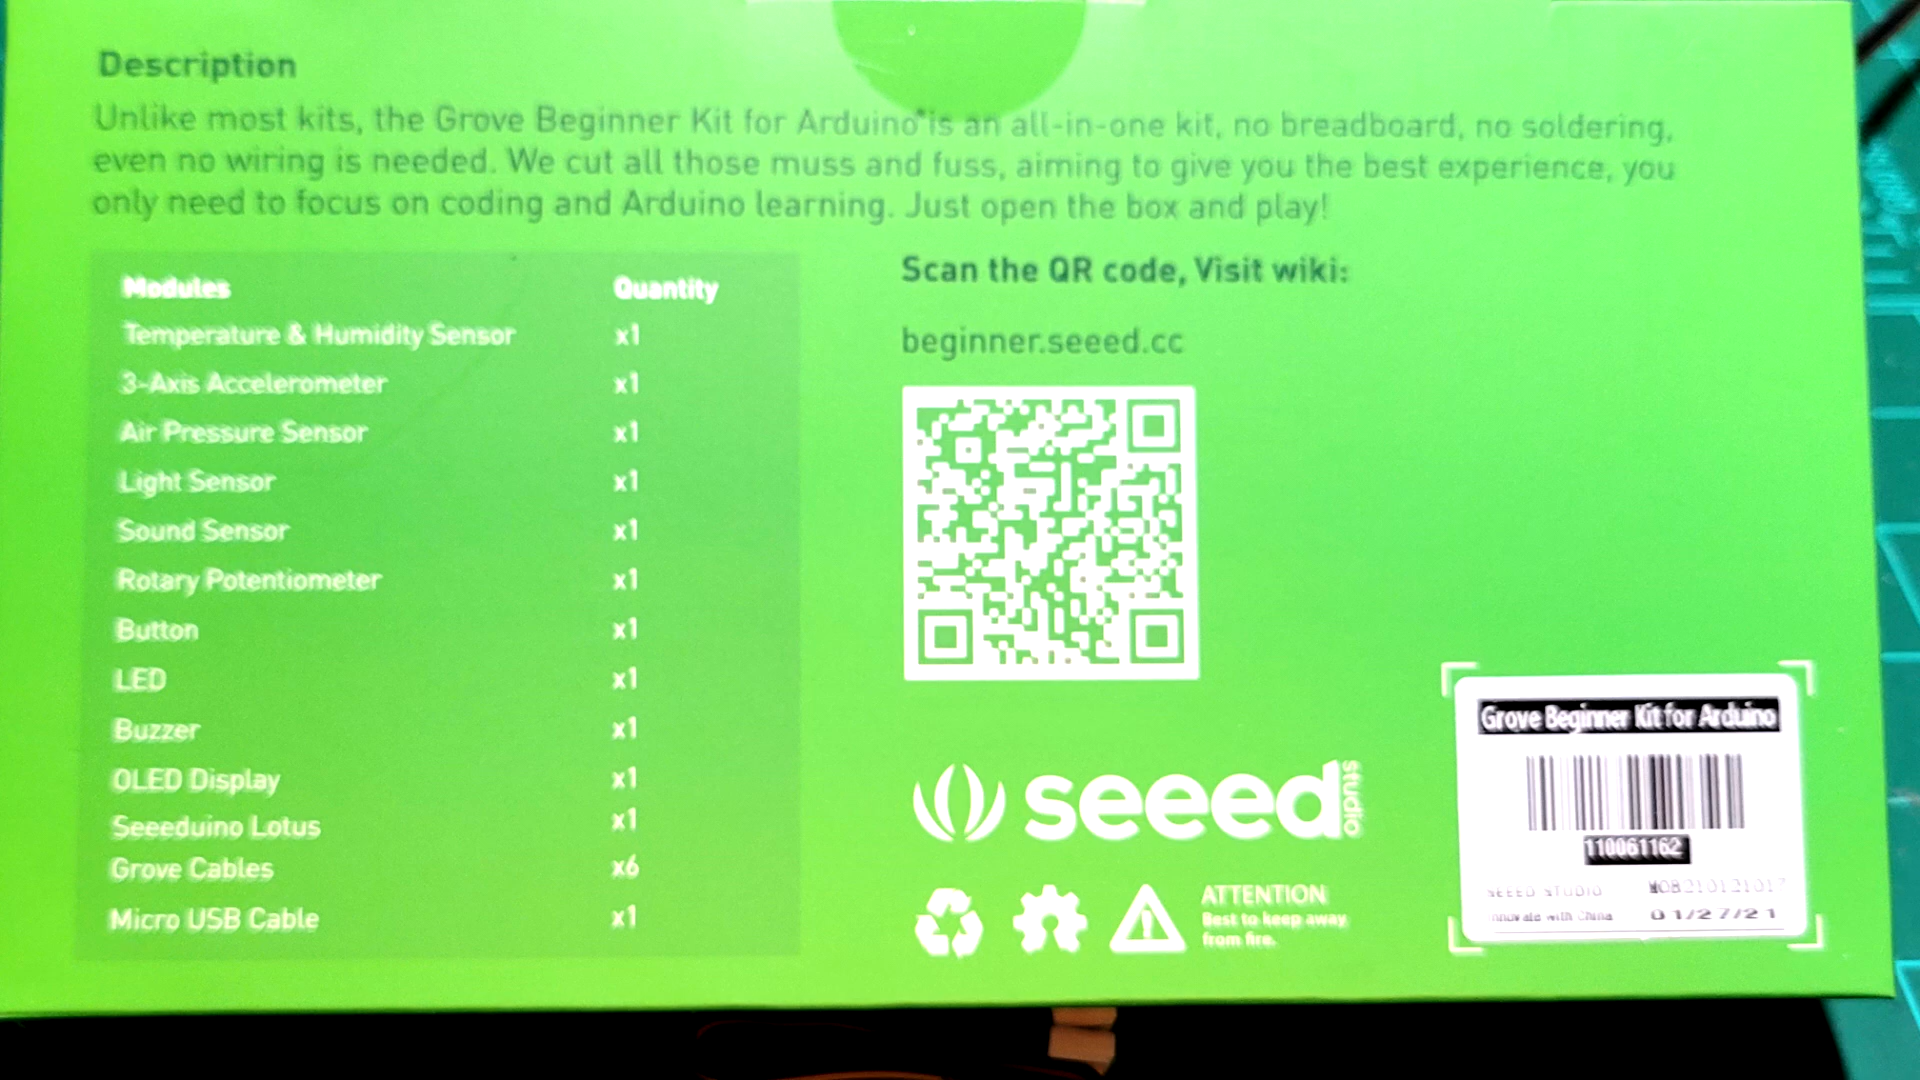 Description
Unlike most kits, the Grove Beginner Kit for Arduino is an all-in-one kit, no breadboard, no soldering,
even no wiring is needed. We cut all those muss and fuss, aiming to give you the best experience, you
only need to focus on coding and Arduino learning. Just open the box and play!
Modules Quantity
Temperature & Humidity Sensor x1
3-Axis Accelerometer x1
Air Pressure Sensor x1
Light Sensor x1
Sound Sensor x1
Rotary Potentiometer x1
Button x1
LED x1
Buzzer x1
OLED Display x1
Seeeduino Lotus x1
Grove Cables x6
Micro USB Cable x1
Scan the QR code, Visit wiki:
beginner.seeed.cc
seeed studio
ATTENTION
Best to keep away
from fire.
Grove Beginner Kit for Arduino
110061162
SEEED STUDIO
with China 01/27/21